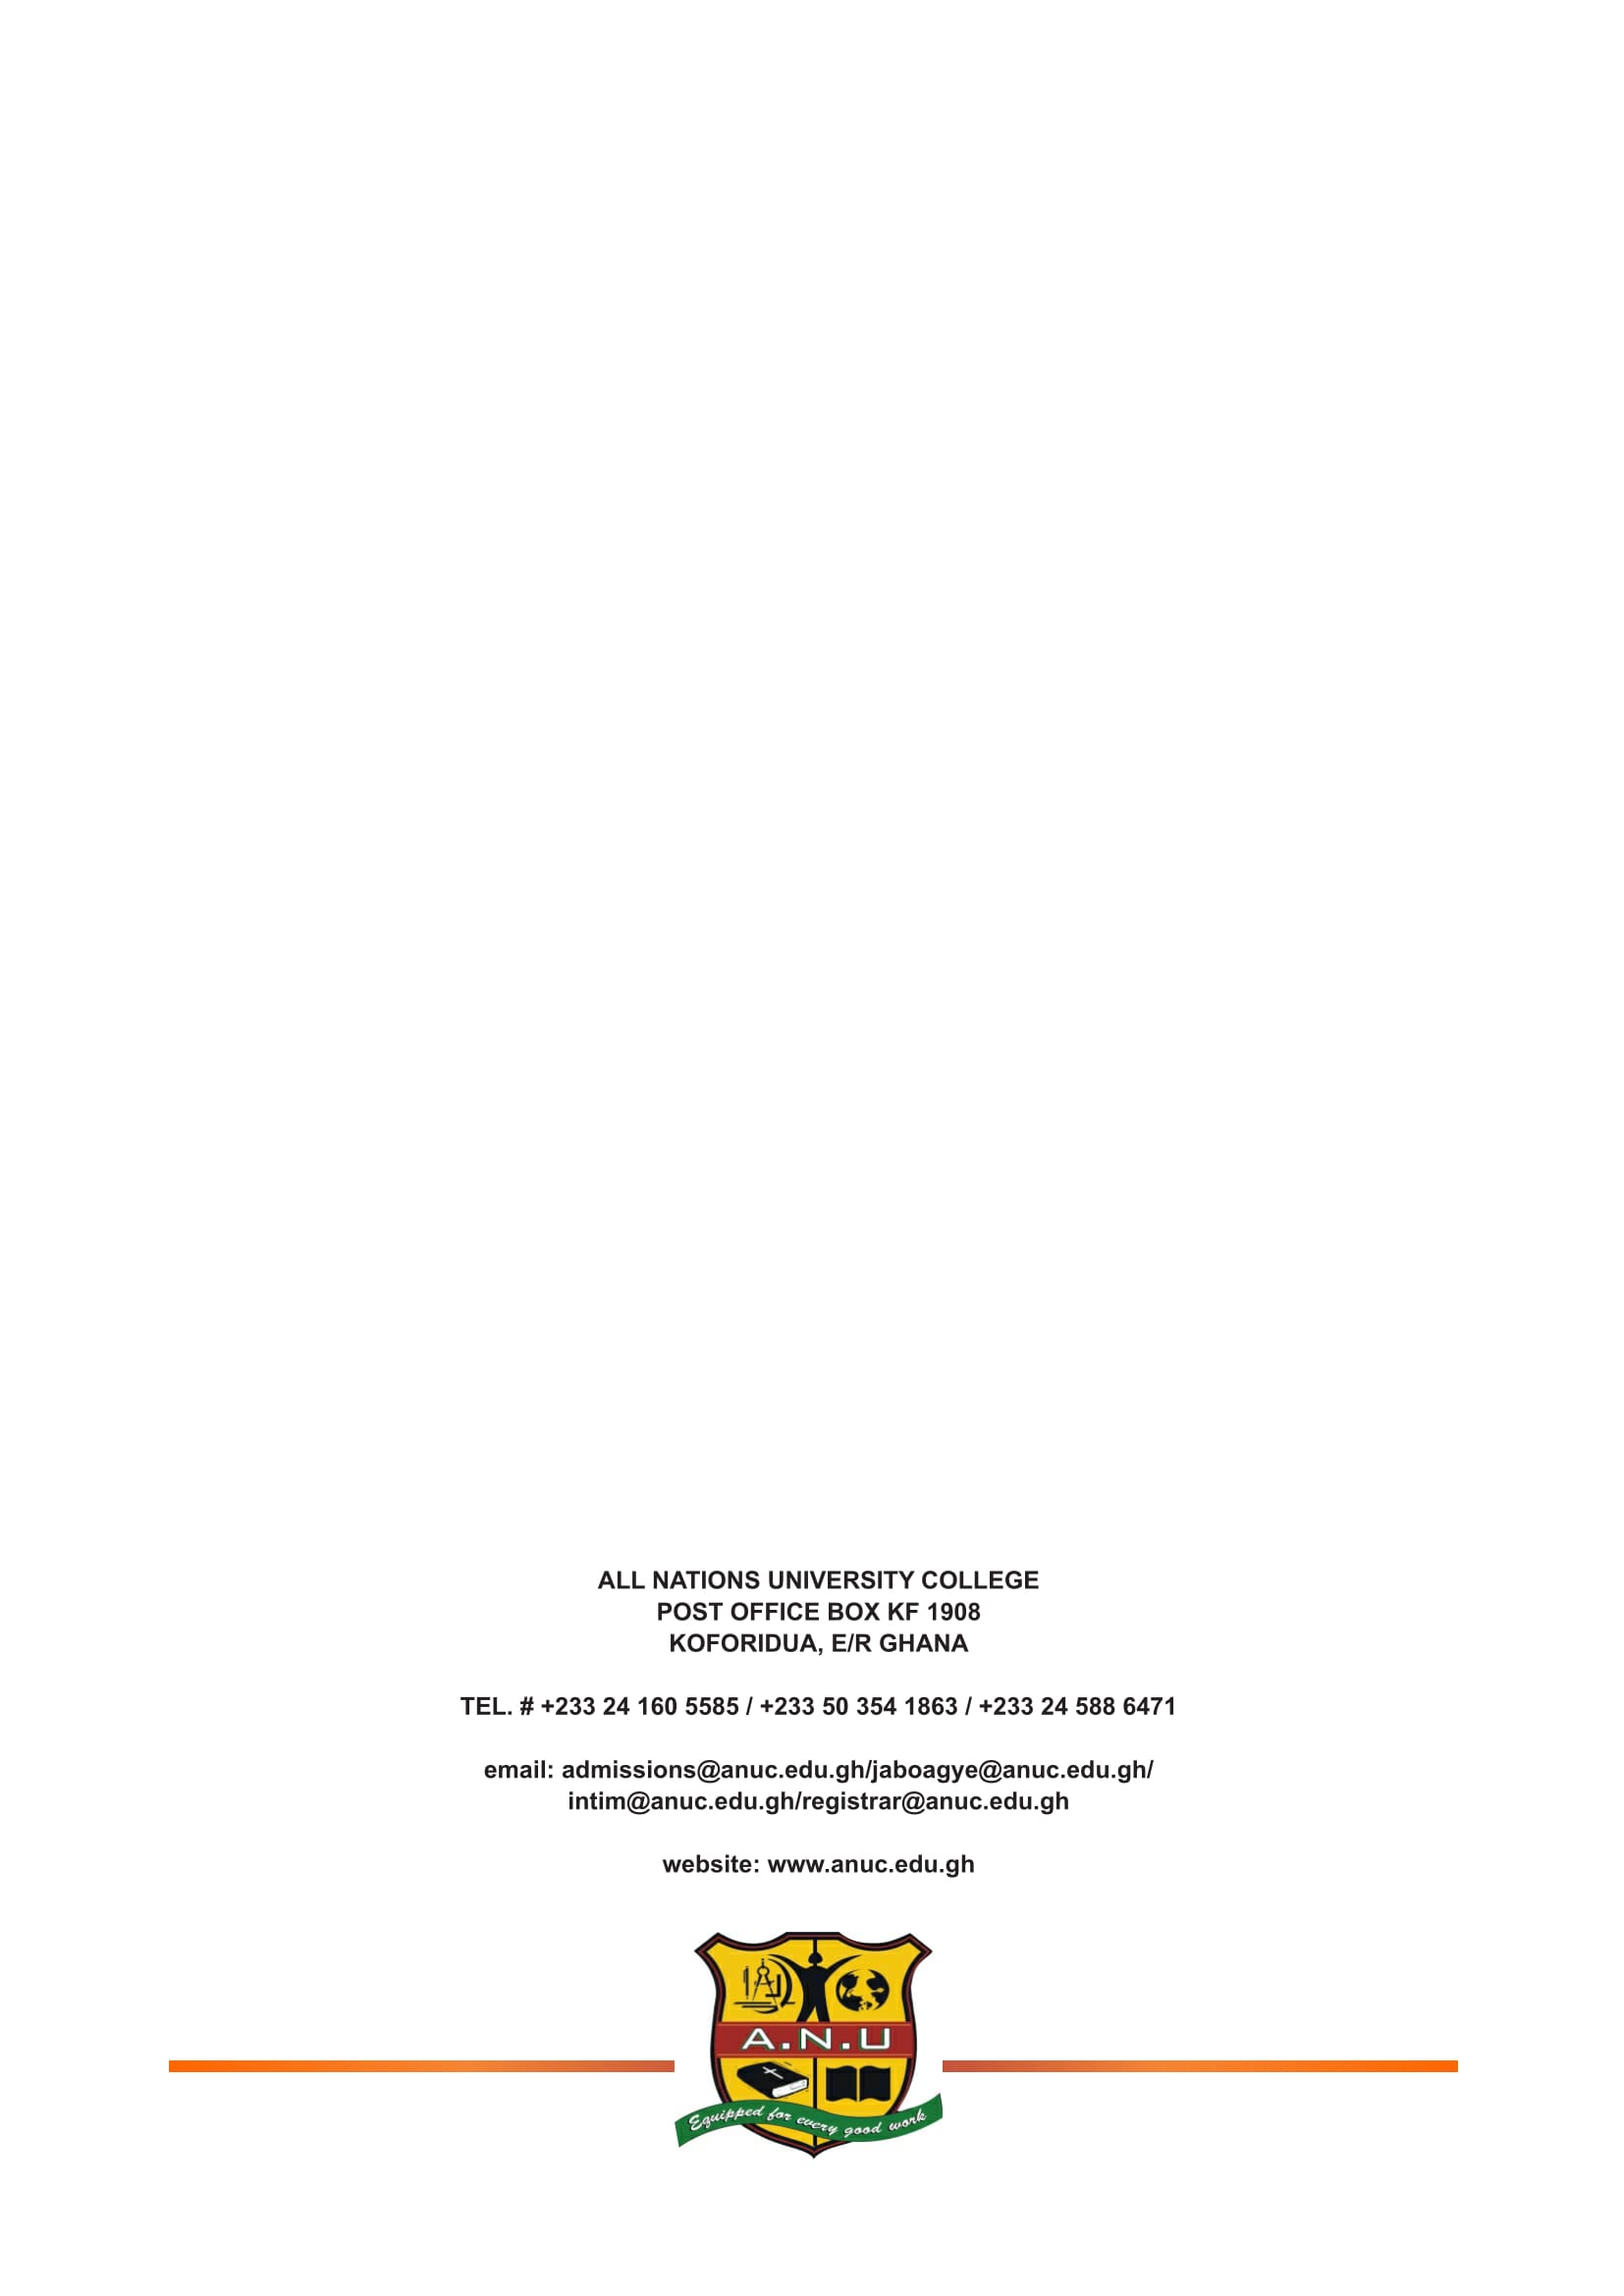 ALL NATIONS UNIVERSITY COLLEGE
POST OFFICE BOX KF 1908
KOFORIDUA, E/R GHANA
TEL. # +233 24 160 5585 / +233 50 354 1863 / +233 24 588 6471
email: admissions@anuc.edu.gh/jaboagye@anuc.edu.gh/
intim@anuc.edu.gh/registrar@anuc.edu.gh
website: www.anuc.edu.gh
A.N.U
Equipped for every good work